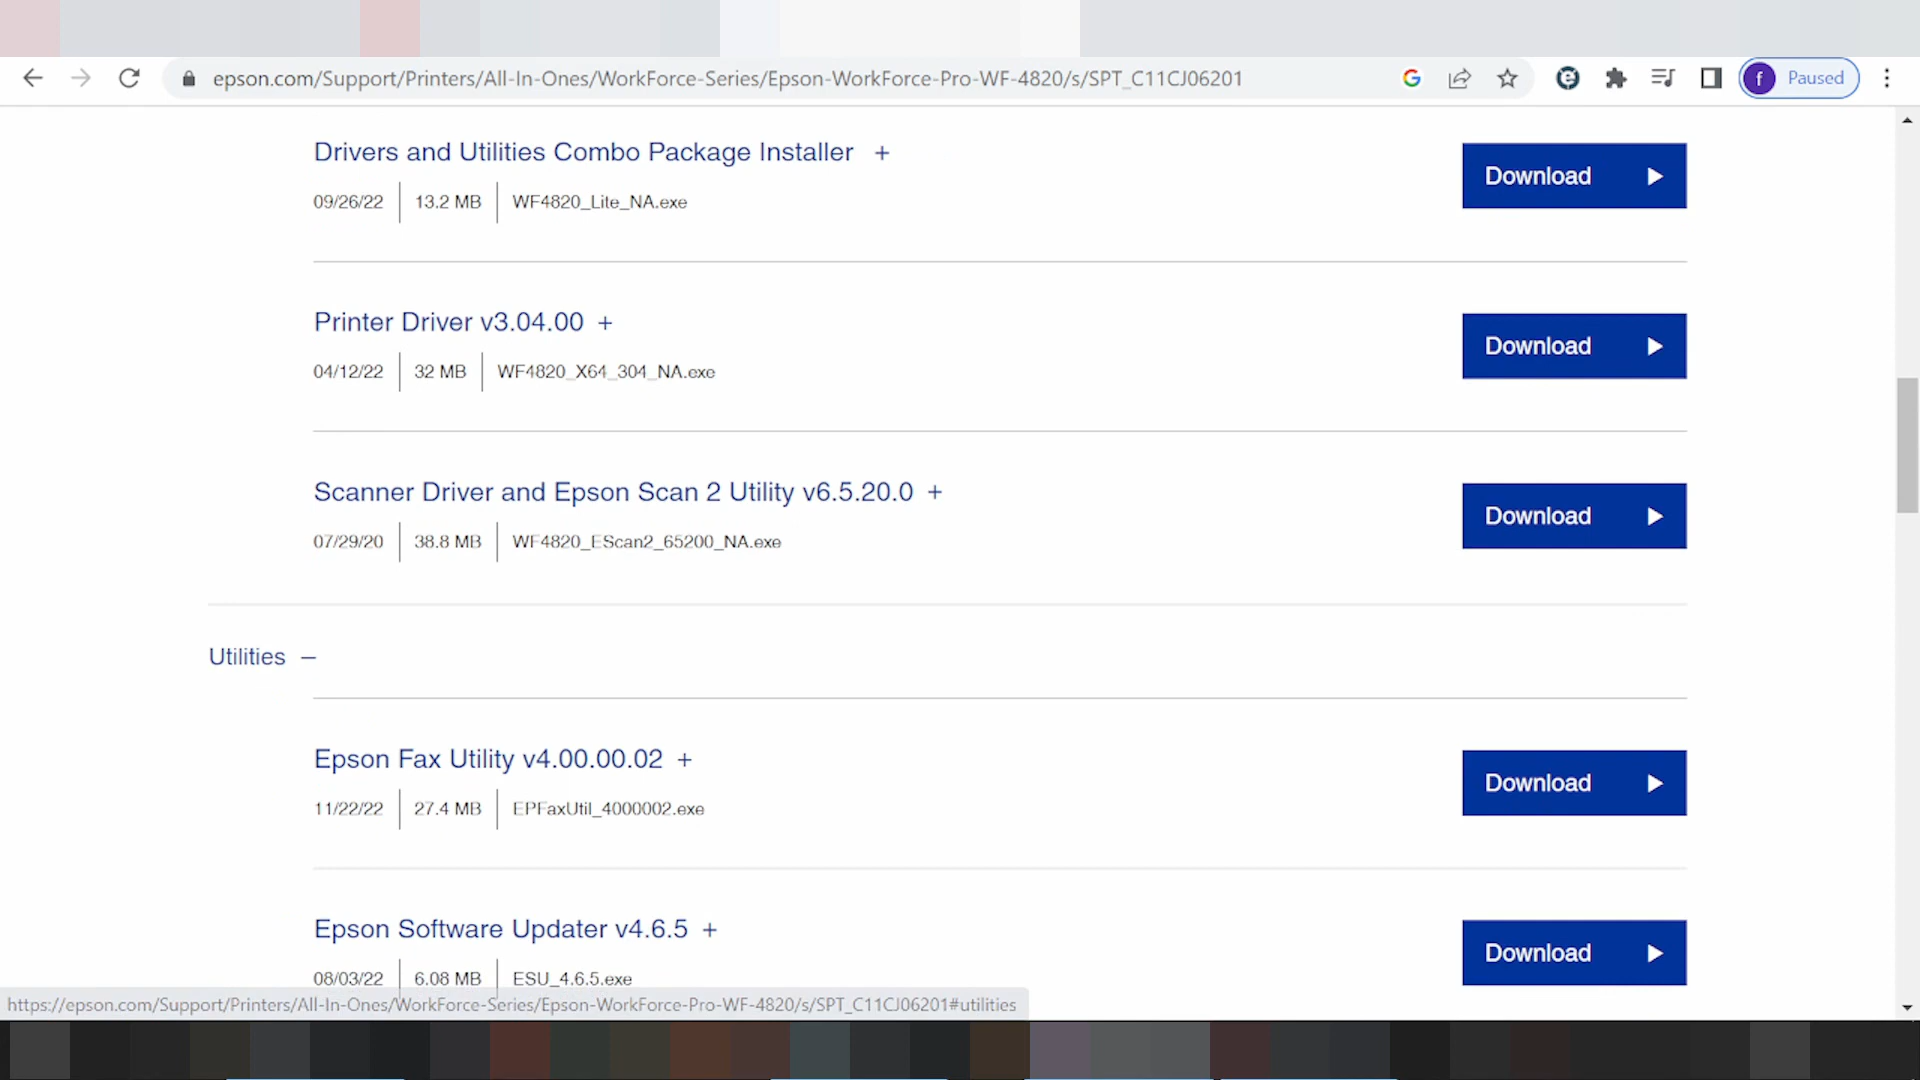 epson.com/Support/Printers/All-In-Ones/WorkForce-Series/Epson-WorkForce-Pro-WF-4820/s/SPT_C11CJ06201
G
f
Paused
Drivers and Utilities Combo Package Installer +
09/26/22 | 13.2 MB | WF4820_Lite_NA.exe
Download
Printer Driver v3.04.00 +
04/12/22 | 32 MB | WF4820_X64_304_NA.exe
Download
Scanner Driver and Epson Scan 2 Utility v6.5.20.0 +
07/29/20 | 38.8 MB | WF4820_EScan2_65200_NA.exe
Download
Utilities –
Epson Fax Utility v4.00.00.02 +
11/22/22 | 27.4 MB | EPFaxUtil_4000002.exe
Download
Epson Software Updater v4.6.5 +
08/03/22 | 6.08 MB | ESU_4.6.5.exe
Download
https://epson.com/Support/Printers/All-In-Ones/WorkForce-Series/Epson-WorkForce-Pro-WF-4820/s/SPT_C11CJ06201#utilities